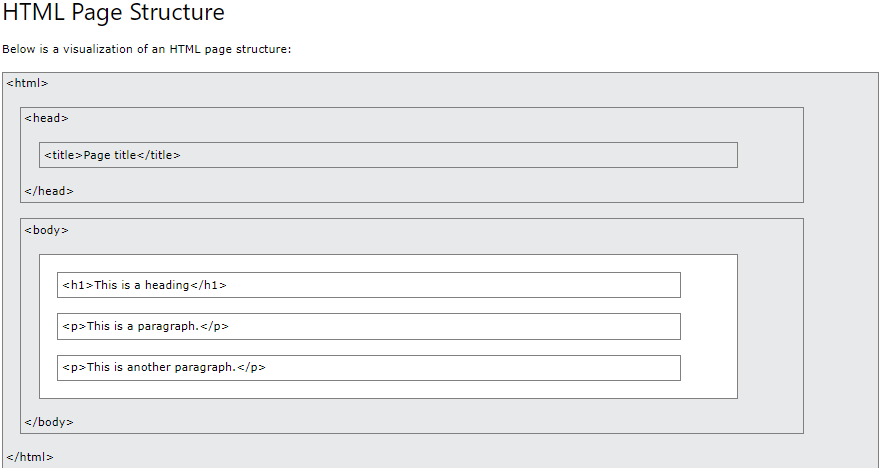 HTML Page Structure
Below is a visualization of an HTML page structure:
<html>
<head>
<title>Page title</title>
</head>
<body>
<h1>This is a heading</h1>
<p>This is a paragraph.</p>
<p>This is another paragraph.</p>
</body>
</html>